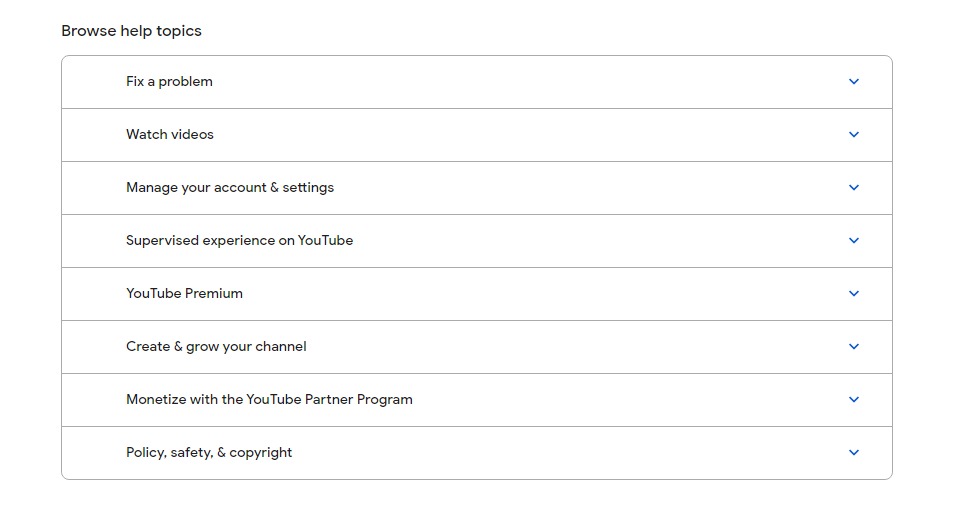 Browse help topics
Fix a problem
Watch videos
Manage your account & settings
Supervised experience on YouTube
YouTube Premium
Create & grow your channel
Monetize with the YouTube Partner Program
Policy, safety, & copyright